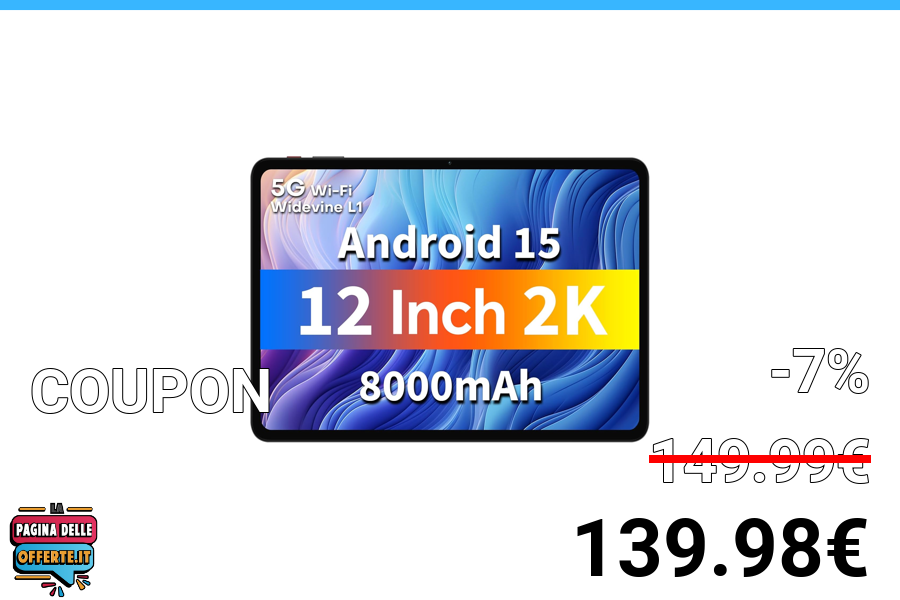 5G Wi-Fi
Widevine L1
Android 15
12 Inch 2K
8000mAh
COUPON
-7%
149.99€
139.98€
LA
PAGINA DELLE
OFFERTE.IT